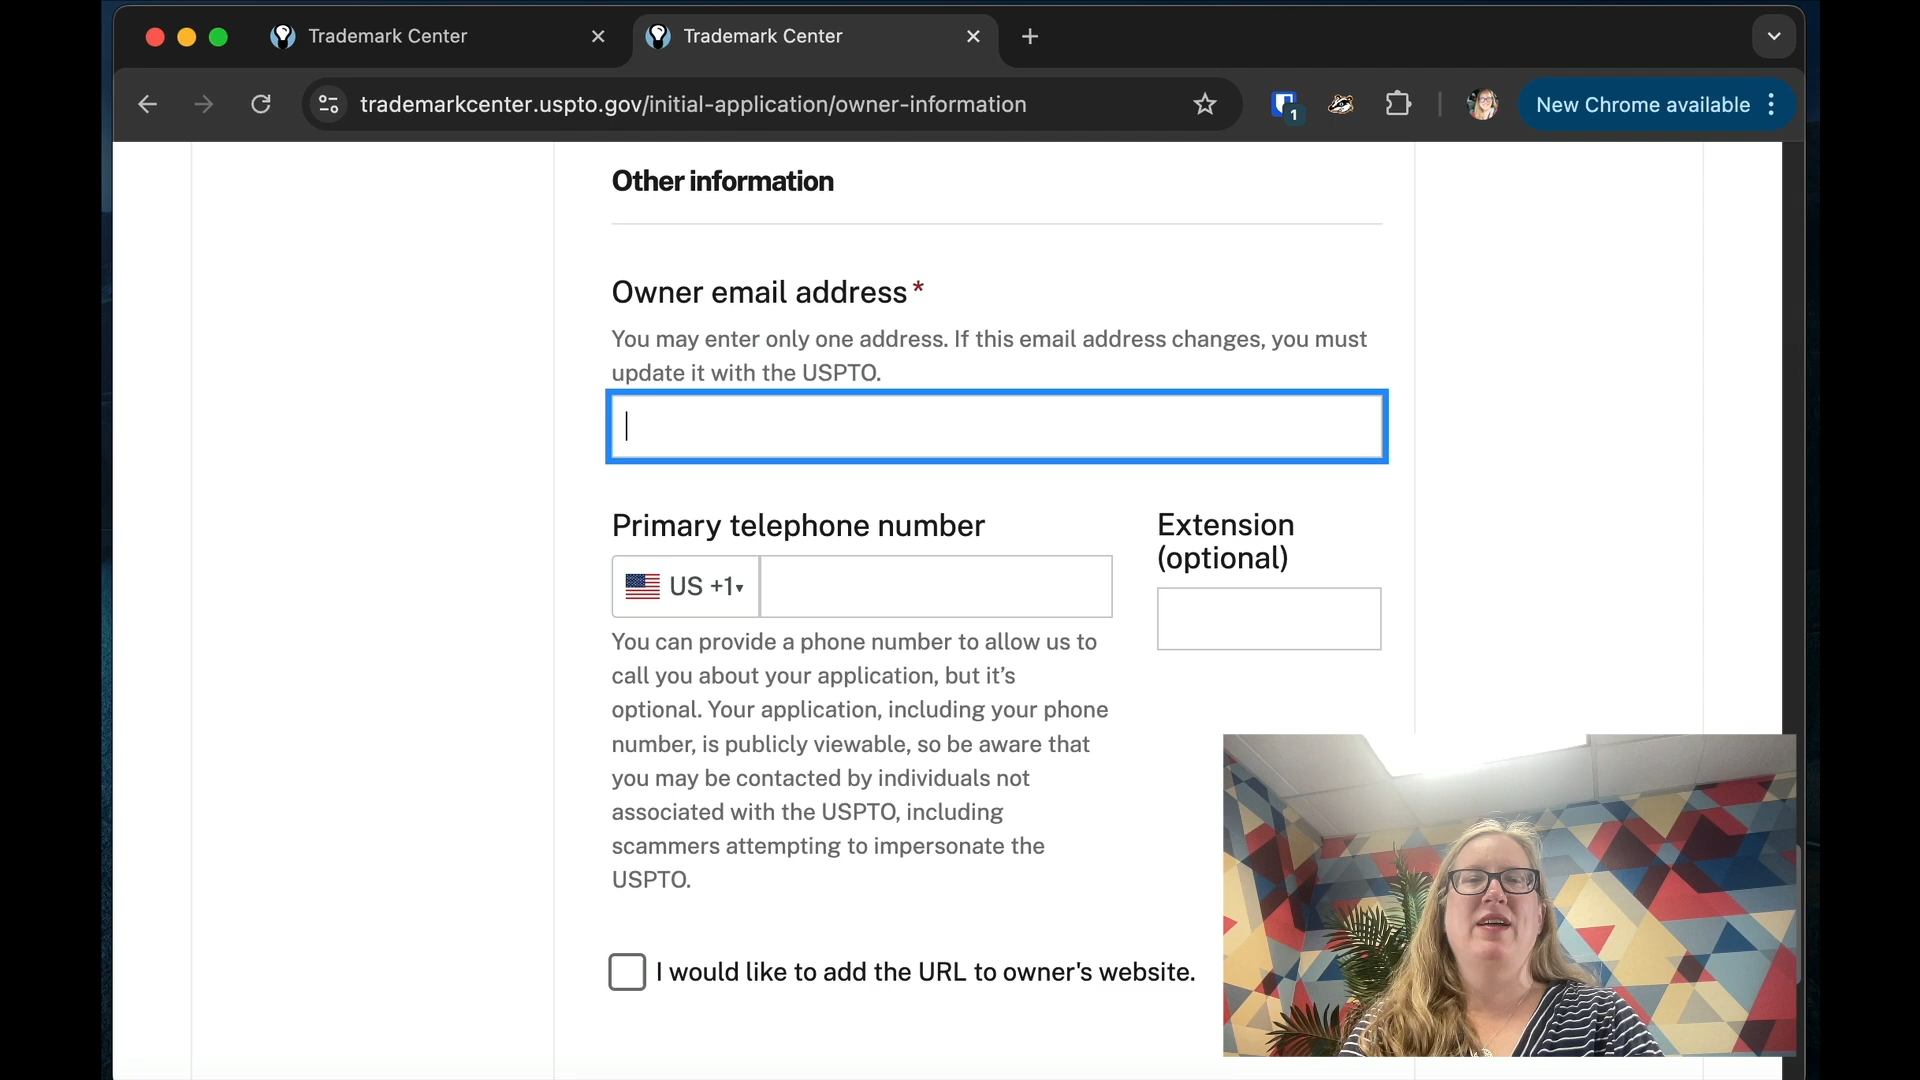 Trademark Center
Trademark Center
trademarkcenter.uspto.gov/initial-application/owner-information
1
New Chrome available
Other information
Owner email address*
You may enter only one address. If this email address changes, you must
update it with the USPTO.
Primary telephone number
Extension
(optional)
US +1
You can provide a phone number to allow us to
call you about your application, but it’s
optional. Your application, including your phone
number, is publicly viewable, so be aware that
you may be contacted by individuals not
associated with the USPTO, including
scammers attempting to impersonate the
USPTO.
I would like to add the URL to owner's website.